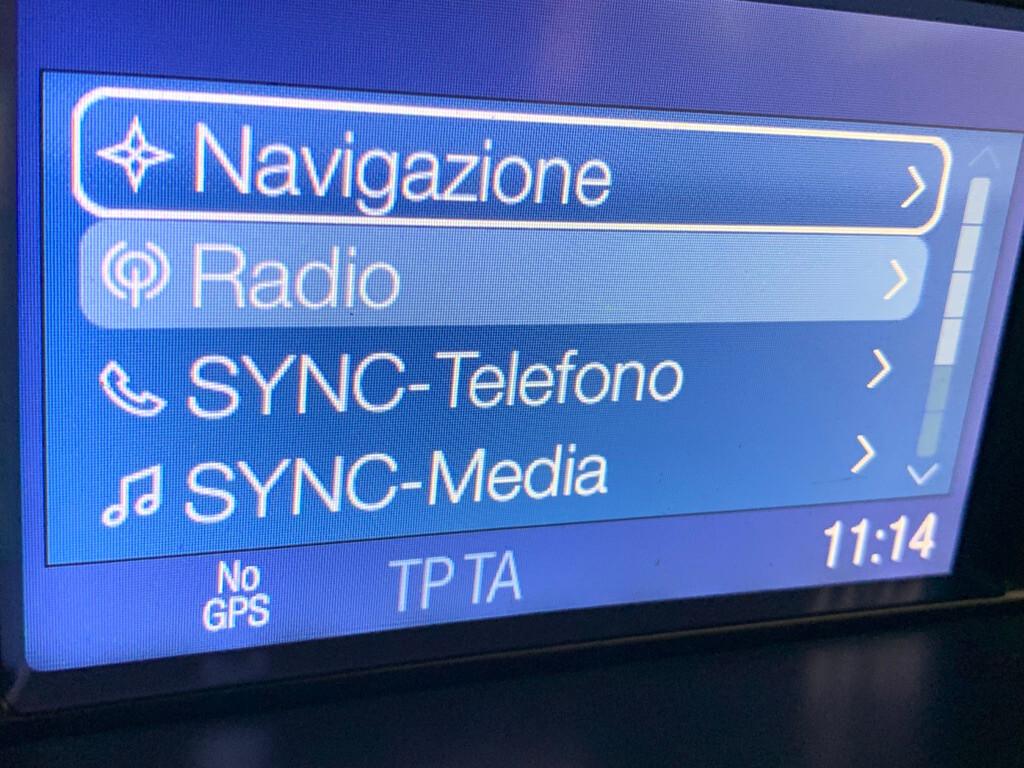 Navigazione
Radio
SYNC-Telefono
SYNC-Media
No
GPS
TP TA
11:14